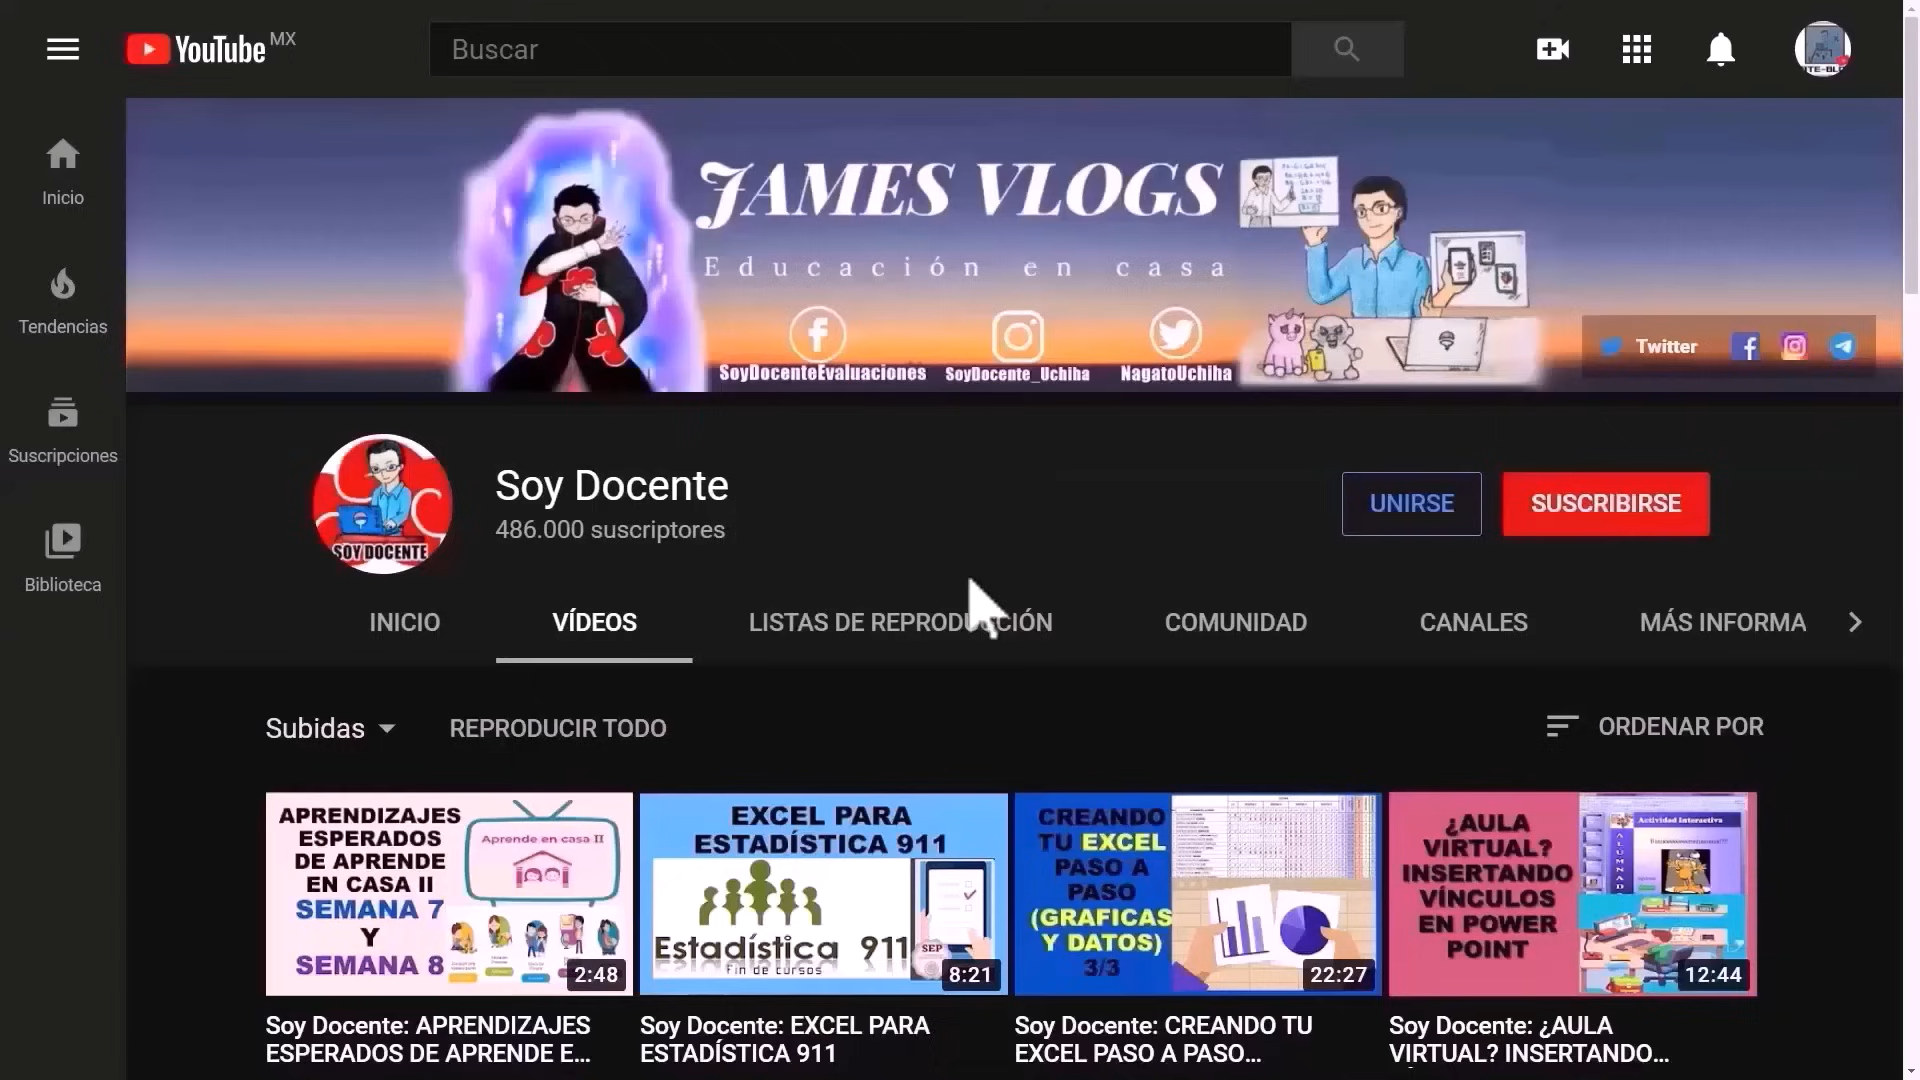 YouTube MX
Buscar
Inicio
Tendencias
Suscripciones
Biblioteca
JAMES VLOGS
Educación en casa
SoyDocenteEvaluaciones
SoyDocente_Uchiha
NagatoUchiha
Twitter
SOY DOCENTE
Soy Docente
486.000 suscriptores
UNIRSE
SUSCRIBIRSE
INICIO
VÍDEOS
LISTAS DE REPRODUCCIÓN
COMUNIDAD
CANALES
MÁS INFORMA
Subidas
REPRODUCIR TODO
ORDENAR POR
APRENDIZAJES
ESPERADOS
DE APRENDE
EN CASA II
SEMANA 7
Y
SEMANA 8
Aprende en casa II
2:48
EXCEL PARA
ESTADÍSTICA 911
Estadística 911
Fin de cursos
SEP
8:21
CREANDO
TU EXCEL
PASO A
PASO
(GRAFICAS
Y DATOS)
3/3
22:27
¿AULA
VIRTUAL?
INSERTANDO
VÍNCULOS
EN POWER
POINT
Actividad Interactiva
12:44
Soy Docente: APRENDIZAJES
ESPERADOS DE APRENDE E...
Soy Docente: EXCEL PARA
ESTADÍSTICA 911
Soy Docente: CREANDO TU
EXCEL PASO A PASO...
Soy Docente: ¿AULA
VIRTUAL? INSERTANDO...